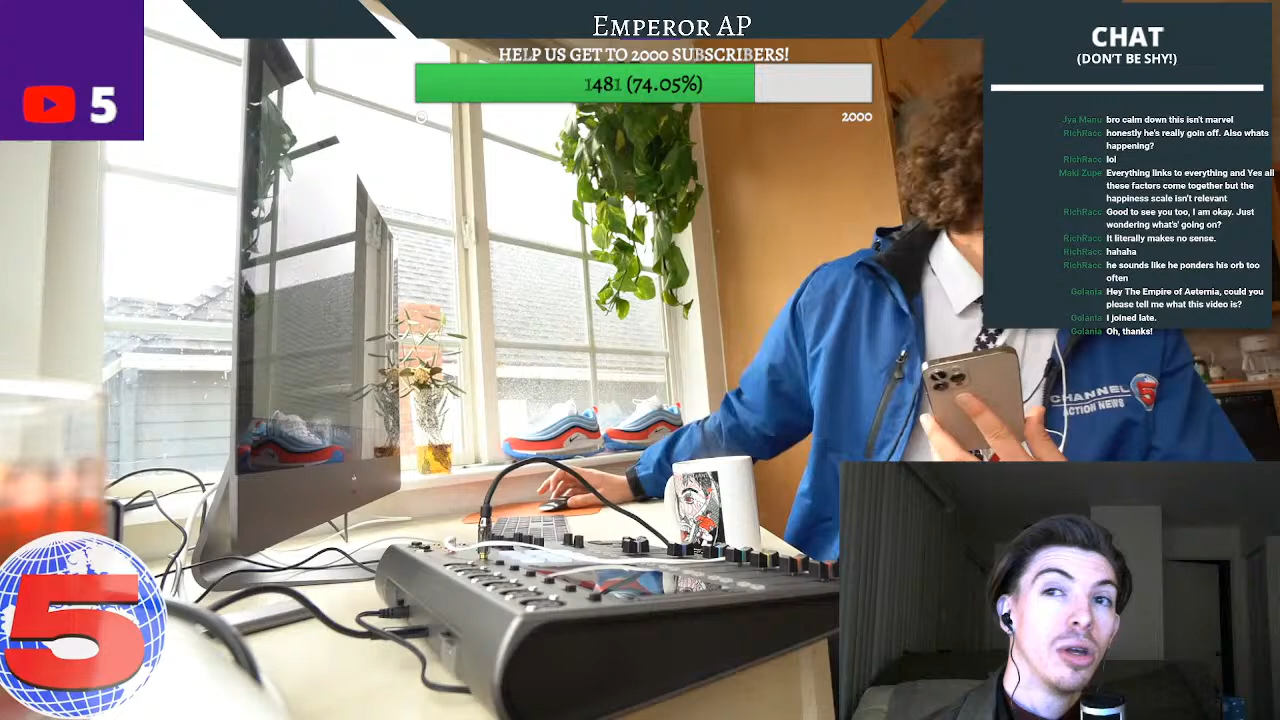 EMPEROR AP
HELP US GET TO 2000 SUBSCRIBERS!
1481 (74.05%)
2000
5
CHAT
(DON'T BE SHY!)
Jya Manu bro calm down this isn't marvel
RichRacc honestly he's really goin off. Also whats
happening?
RichRacc lol
Maki Zupe Everything links to everything and Yes all
these factors come together but the
happiness scale isn't relevant
RichRacc Good to see you too, I am okay. Just
wondering what's' going on?
RichRacc It literally makes no sense.
RichRacc hahaha
RichRacc he sounds like he ponders his orb too
often
Golania Hey The Empire of Aeternia, could you
please tell me what this video is?
Golania I joined late.
Golania Oh, thanks!
CHANNEL 5
ACTION NEWS
5